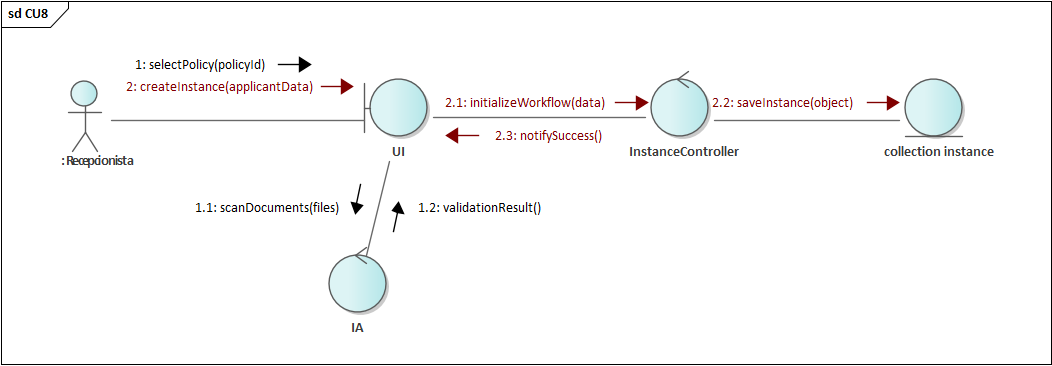 sd CU8
1: selectPolicy(policyId)
2: createInstance(applicantData)
2.1: initializeWorkflow(data)
2.2: saveInstance(object)
2.3: notifySuccess()
: Recepcionista
UI
InstanceController
collection instance
1.1: scanDocuments(files)
1.2: validationResult()
IA